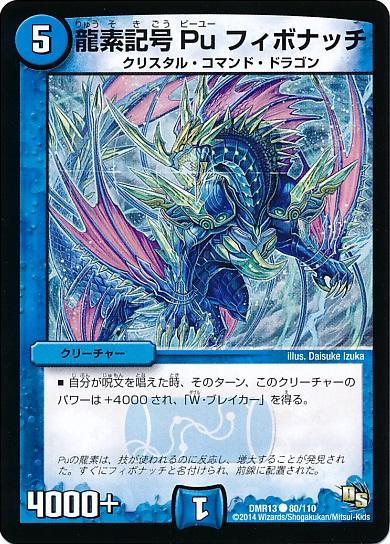 5
りゅう そ き ごう ピーユー
龍素記号 Pu フィボナッチ
クリスタル・コマンド・ドラゴン
illus. Daisuke Izuka
クリーチャー
■ 自分が呪文を唱えた時、そのターン、このクリーチャーの
パワーは +4000 され、「W・ブレイカー」を得る。
Puの龍素は、技が使われるのに反応し、増大することが発見され
た。すぐにフィボナッチと名付けられ、前線に配置された。
4000+
1
DS
DMR13 ● 80/110
©2014 Wizards/Shogakukan/Mitsui-Kids